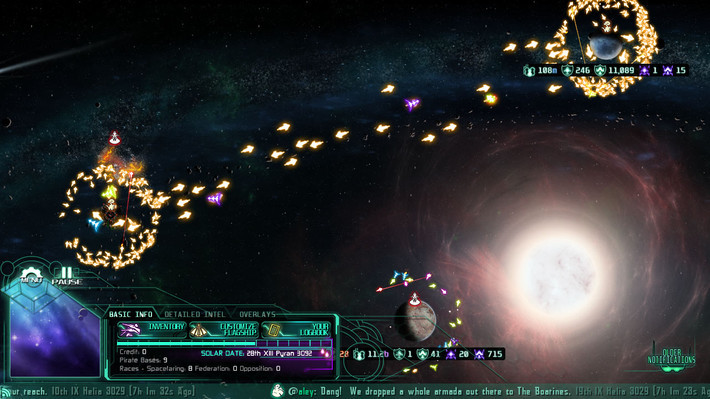 108m 246 11,089 1 15
MENU
PAUSE
BASIC INFO DETAILED INTEL OVERLAYS
INVENTORY CUSTOMIZE FLAGSHIP YOUR LOGBOOK
Credit: 0 SOLAR DATE: 28th XII Pyran 3092
Pirate Bases: 9
Races - Spacefaring: 8 Federation: 0 Opposition: 0
1 41 20 715
OLDER NOTIFICATIONS
ur reach. 10th IX Helia 3029 [7h 1m 32s Ago] @aley: Dang! We dropped a whole armada out there to The Boarines. 19th IX Helia 3029 [7h 1m 23s Ago]